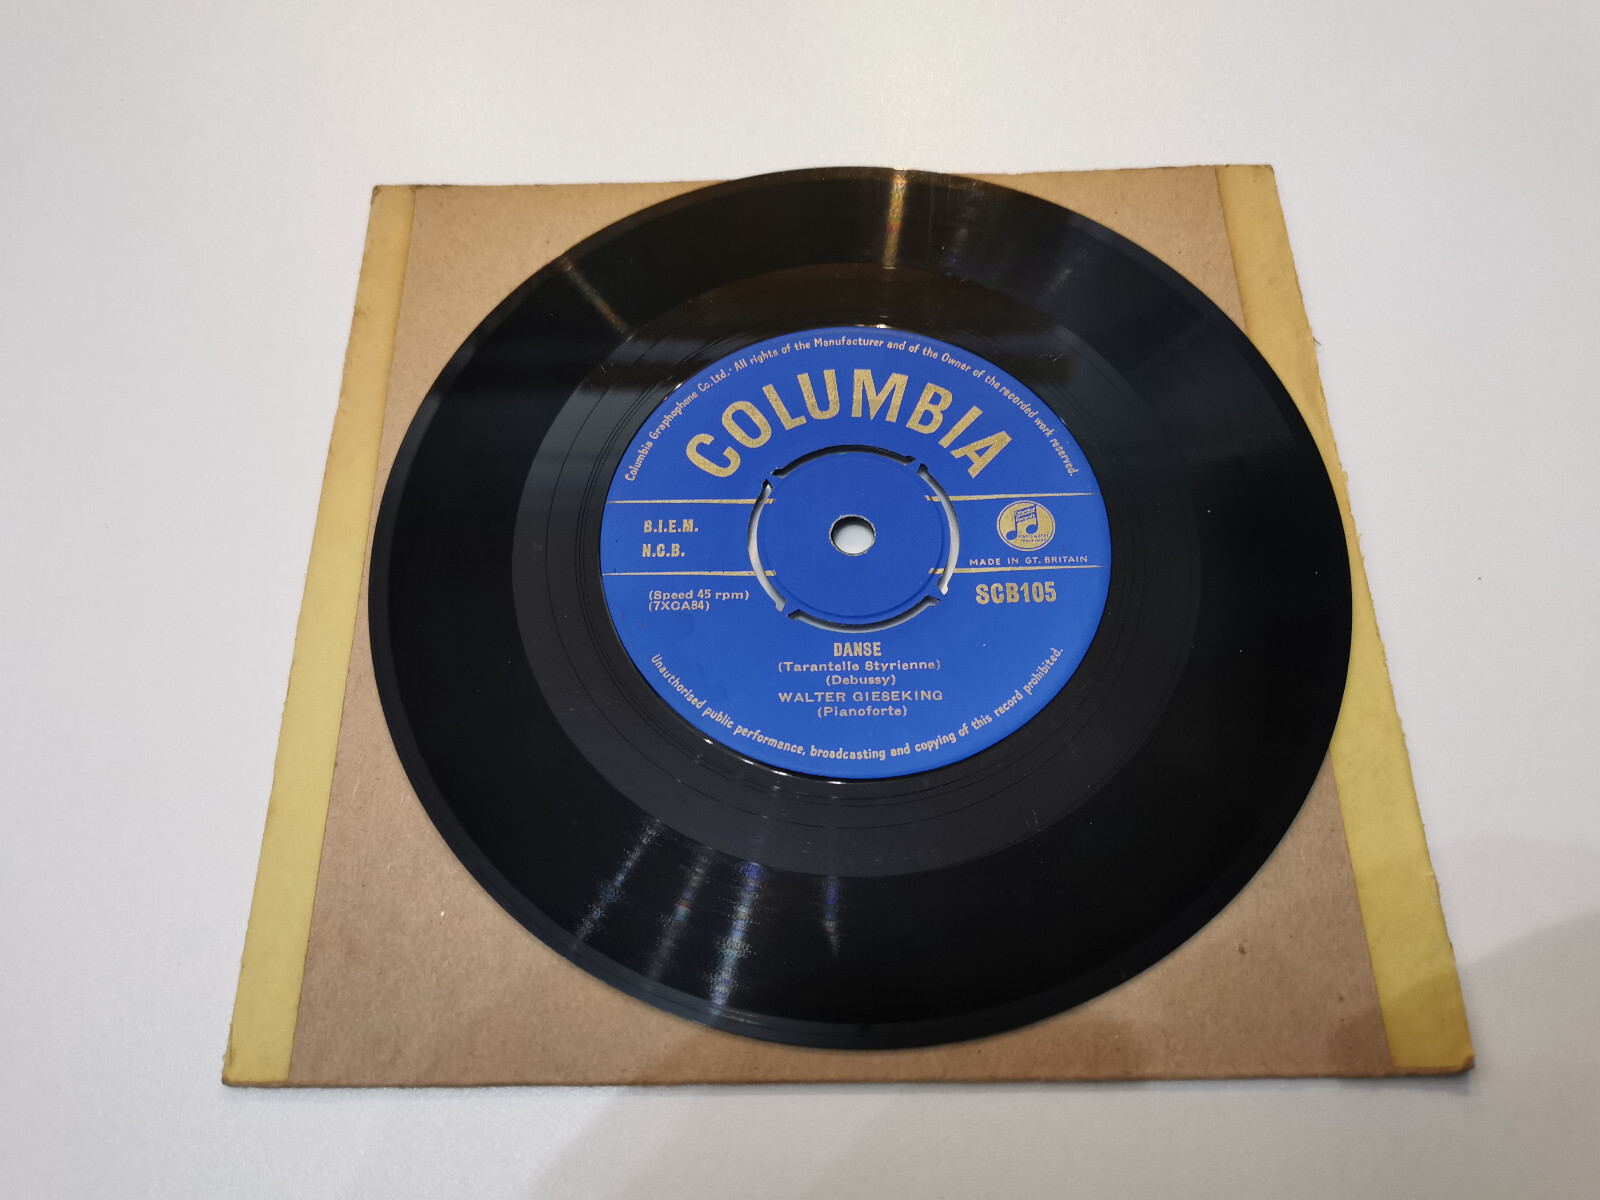 Columbia Graphophone Co. Ltd. · All rights of the Manufacturer and of the Owner of the recorded work reserved.
COLUMBIA
B.I.E.M.
N.C.B.
MADE IN GT. BRITAIN
(Speed 45 rpm)
(7XCA84)
SCB105
DANSE
(Tarantelle Styrienne)
(Debussy)
WALTER GIESEKING
(Pianoforte)
Unauthorised public performance, broadcasting and copying of this record prohibited.